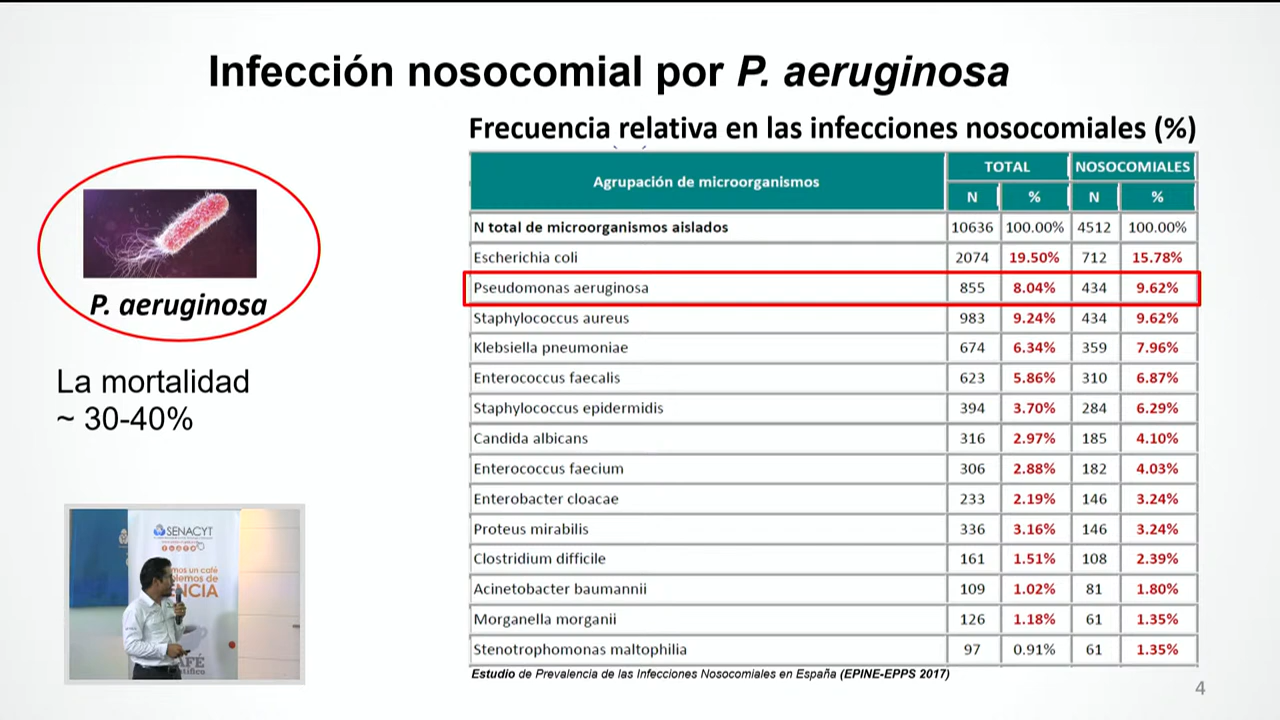 Infección nosocomial por P. aeruginosa
Frecuencia relativa en las infecciones nosocomiales (%)
P. aeruginosa
La mortalidad
~ 30-40%
Agrupación de microorganismos TOTAL NOSOCOMIALES
N % N %
N total de microorganismos aislados 10636 100.00% 4512 100.00%
Escherichia coli 2074 19.50% 712 15.78%
Pseudomonas aeruginosa 855 8.04% 434 9.62%
Staphylococcus aureus 983 9.24% 434 9.62%
Klebsiella pneumoniae 674 6.34% 359 7.96%
Enterococcus faecalis 623 5.86% 310 6.87%
Staphylococcus epidermidis 394 3.70% 284 6.29%
Candida albicans 316 2.97% 185 4.10%
Enterococcus faecium 306 2.88% 182 4.03%
Enterobacter cloacae 233 2.19% 146 3.24%
Proteus mirabilis 336 3.16% 146 3.24%
Clostridium difficile 161 1.51% 108 2.39%
Acinetobacter baumannii 109 1.02% 81 1.80%
Morganella morganii 126 1.18% 61 1.35%
Stenotrophomonas maltophilia 97 0.91% 61 1.35%
Estudio de Prevalencia de las Infecciones Nosocomiales en España (EPINE-EPPS 2017)
SENACYT
mos un café
blemos de
ENCIA
4